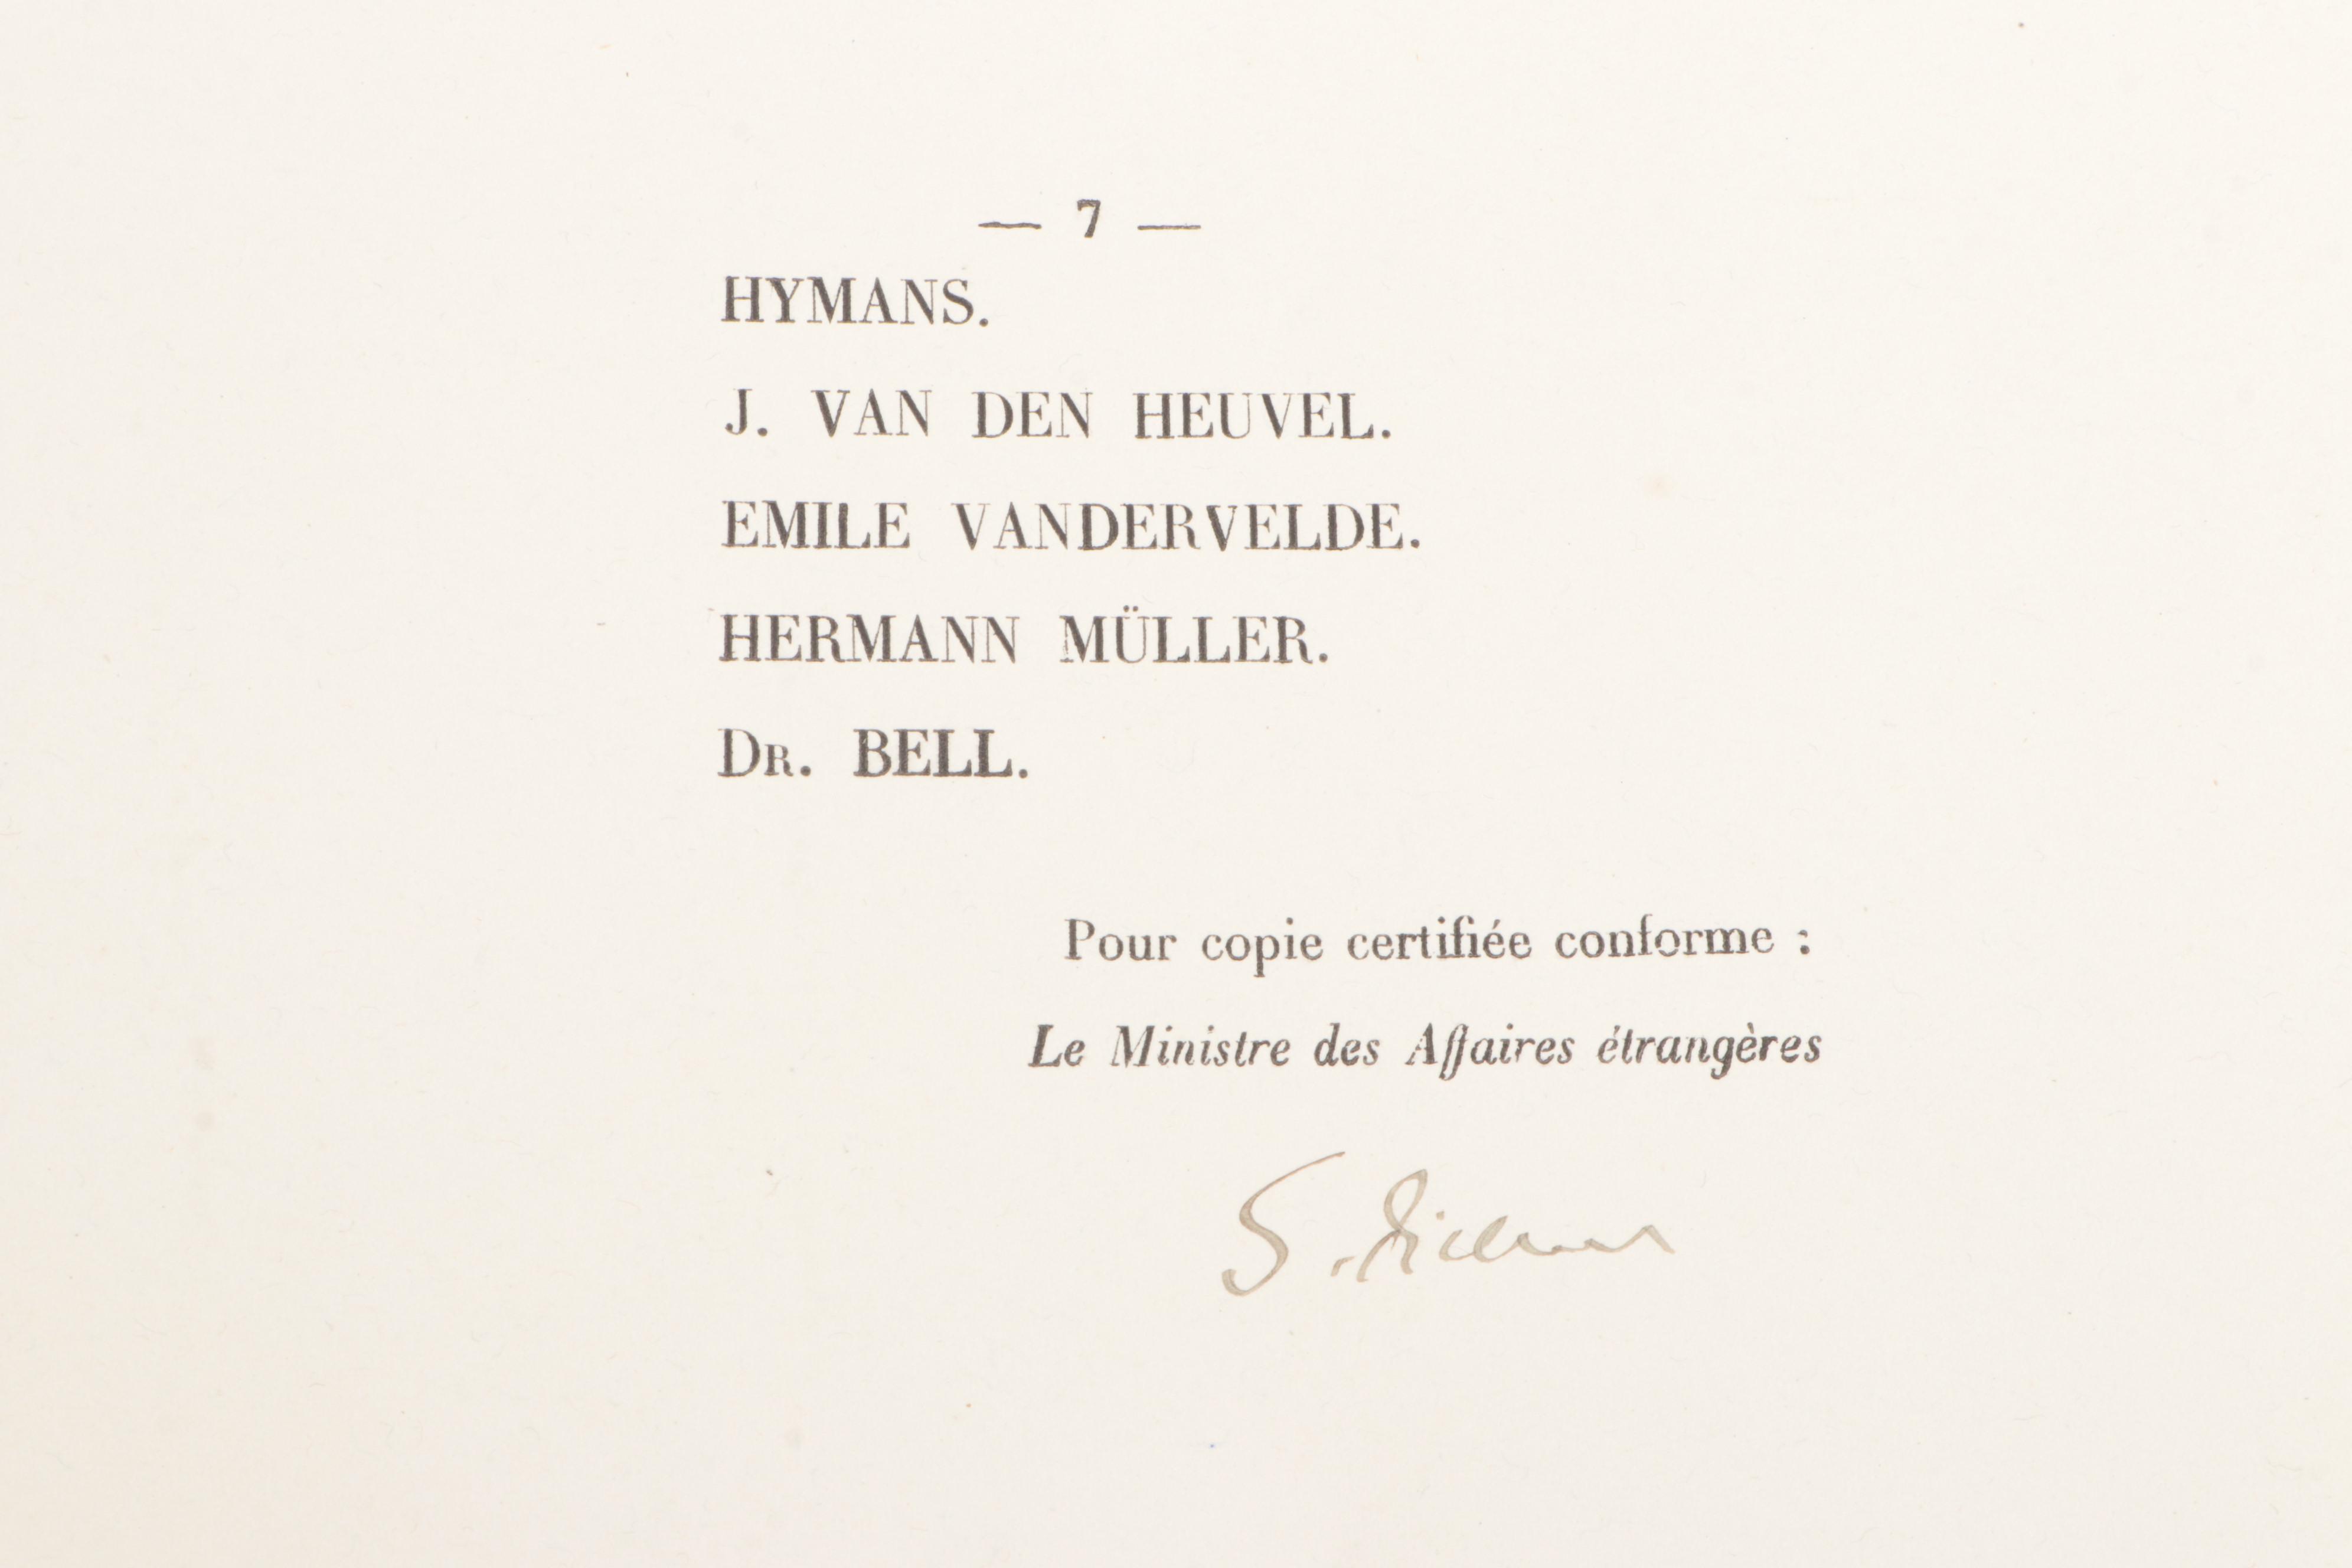 — 7 —
HYMANS.
J. VAN DEN HEUVEL.
EMILE VANDERVELDE.
HERMANN MÜLLER.
DR. BELL.
Pour copie certifiée conforme :
Le Ministre des Affaires étrangères
S. Pichon